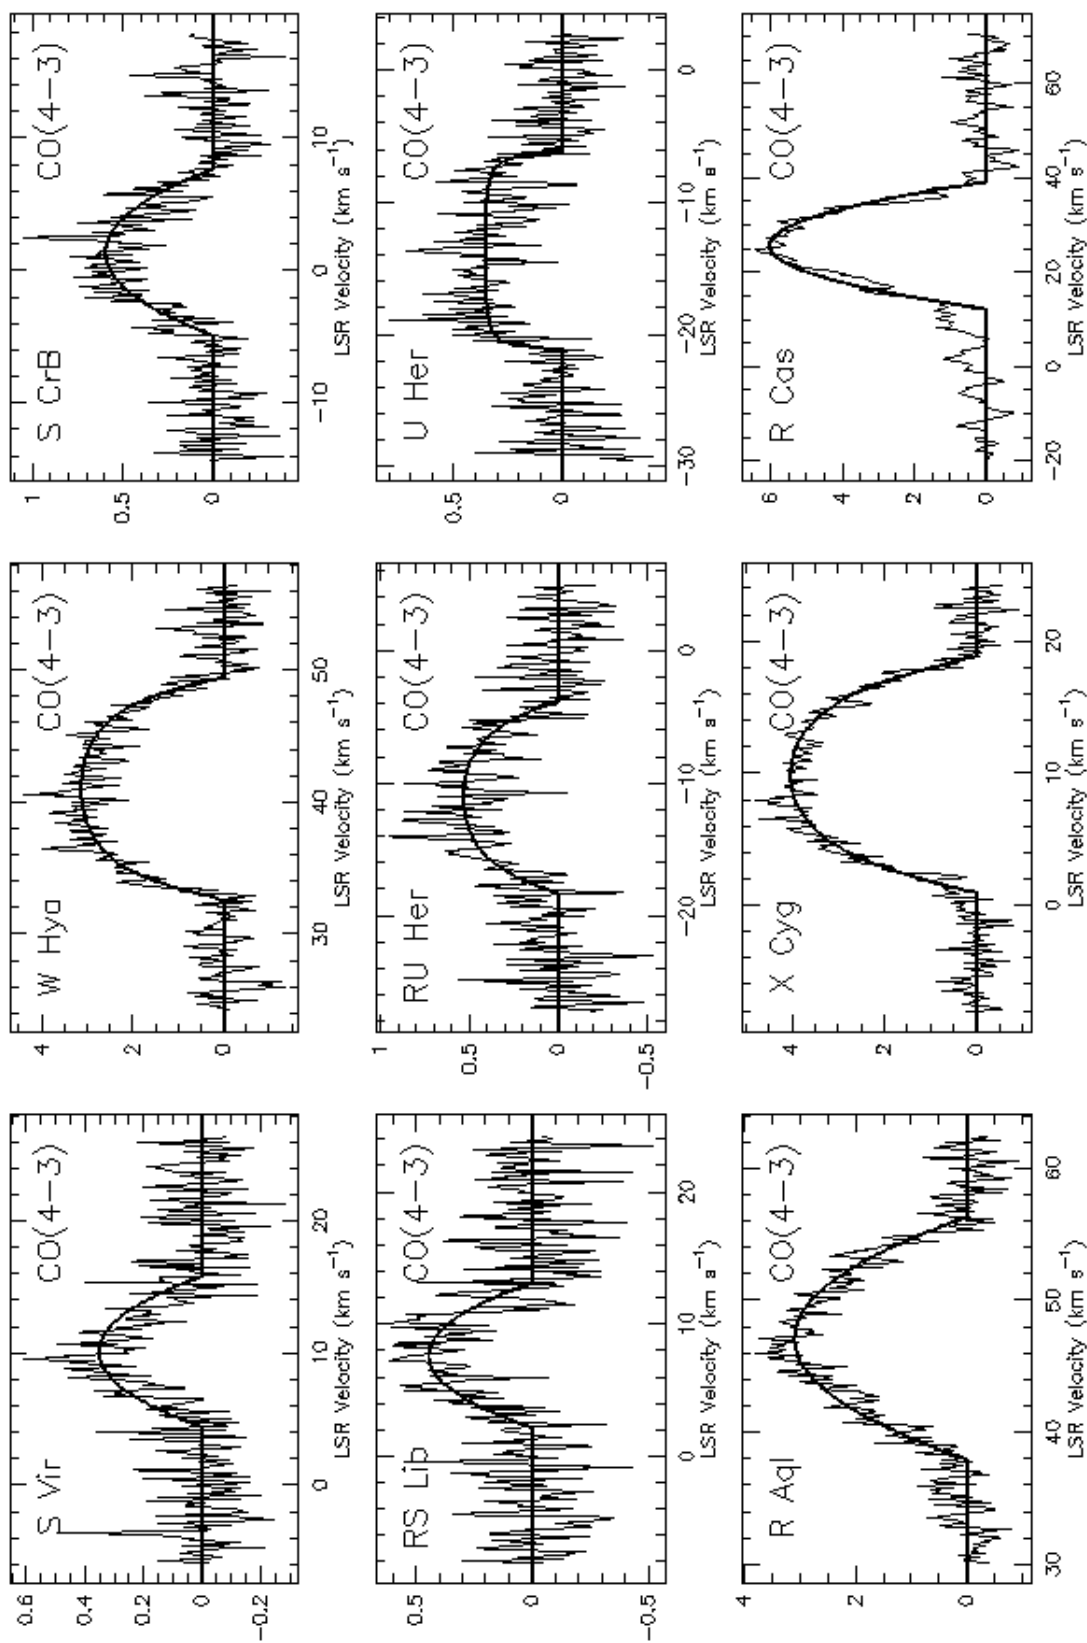 S Vir CO(4−3)
0.6
0.4
0.2
0
−0.2
0 10 20
LSR Velocity (km s⁻¹)
W Hya CO(4−3)
4
2
0
30 40 50
LSR Velocity (km s⁻¹)
S CrB CO(4−3)
1
0.5
0
−10 0 10
LSR Velocity (km s⁻¹)
RS Lib CO(4−3)
0.5
0
−0.5
0 10 20
LSR Velocity (km s⁻¹)
RU Her CO(4−3)
1
0.5
0
−0.5
−20 −10 0
LSR Velocity (km s⁻¹)
U Her CO(4−3)
0.5
0
−30 −20 −10 0
LSR Velocity (km s⁻¹)
R Aql CO(4−3)
4
2
0
30 40 50 60
LSR Velocity (km s⁻¹)
X Cyg CO(4−3)
4
2
0
0 10 20
LSR Velocity (km s⁻¹)
R Cas CO(4−3)
6
4
2
0
−20 0 20 40 60
LSR Velocity (km s⁻¹)